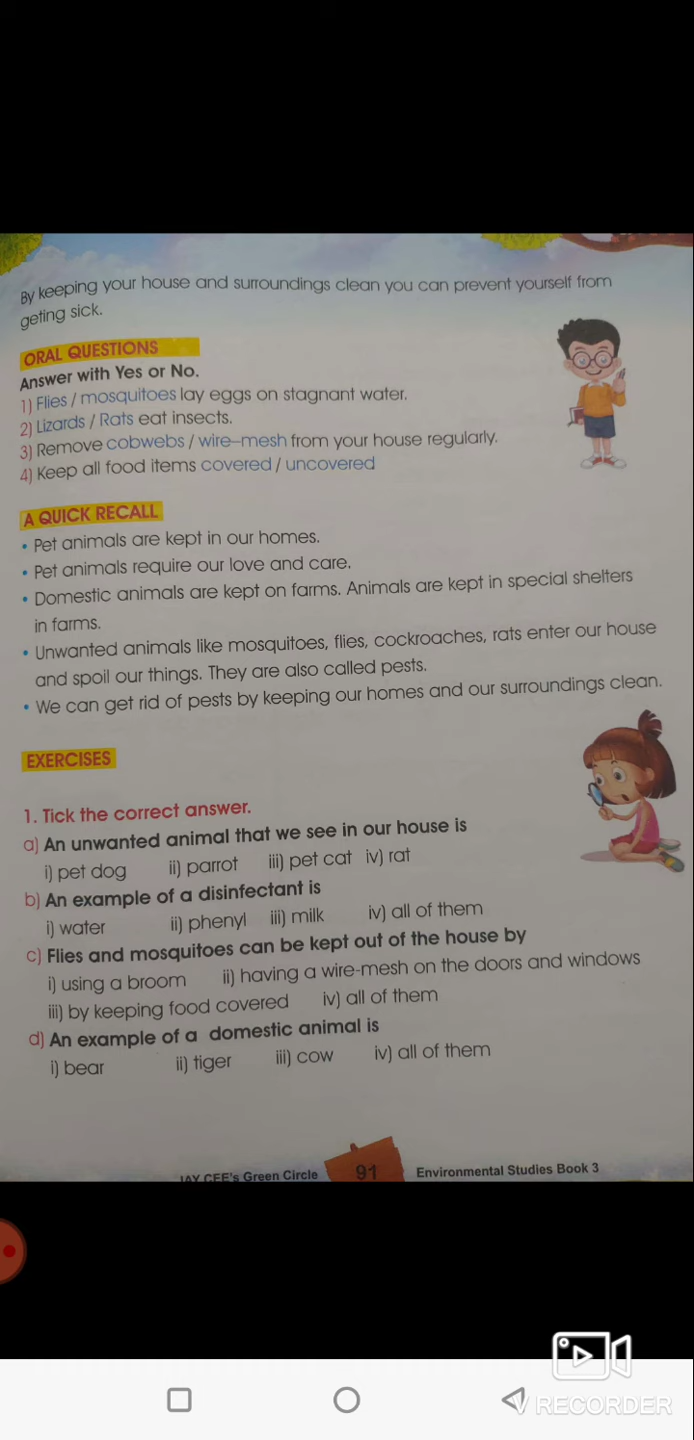 By keeping your house and surroundings clean you can prevent yourself from
geting sick.
ORAL QUESTIONS
Answer with Yes or No.
1) Flies / mosquitoes lay eggs on stagnant water.
2) Lizards / Rats eat insects.
3) Remove cobwebs / wire–mesh from your house regularly.
4) Keep all food items covered / uncovered
A QUICK RECALL
• Pet animals are kept in our homes.
• Pet animals require our love and care.
• Domestic animals are kept on farms. Animals are kept in special shelters
in farms.
• Unwanted animals like mosquitoes, flies, cockroaches, rats enter our house
and spoil our things. They are also called pests.
• We can get rid of pests by keeping our homes and our surroundings clean.
EXERCISES
1. Tick the correct answer.
a) An unwanted animal that we see in our house is
i) pet dog ii) parrot iii) pet cat iv) rat
b) An example of a disinfectant is
i) water ii) phenyl iii) milk iv) all of them
c) Flies and mosquitoes can be kept out of the house by
i) using a broom ii) having a wire-mesh on the doors and windows
iii) by keeping food covered iv) all of them
d) An example of a domestic animal is
i) bear ii) tiger iii) cow iv) all of them
JAY CEE's Green Circle 91 Environmental Studies Book 3
V RECORDER